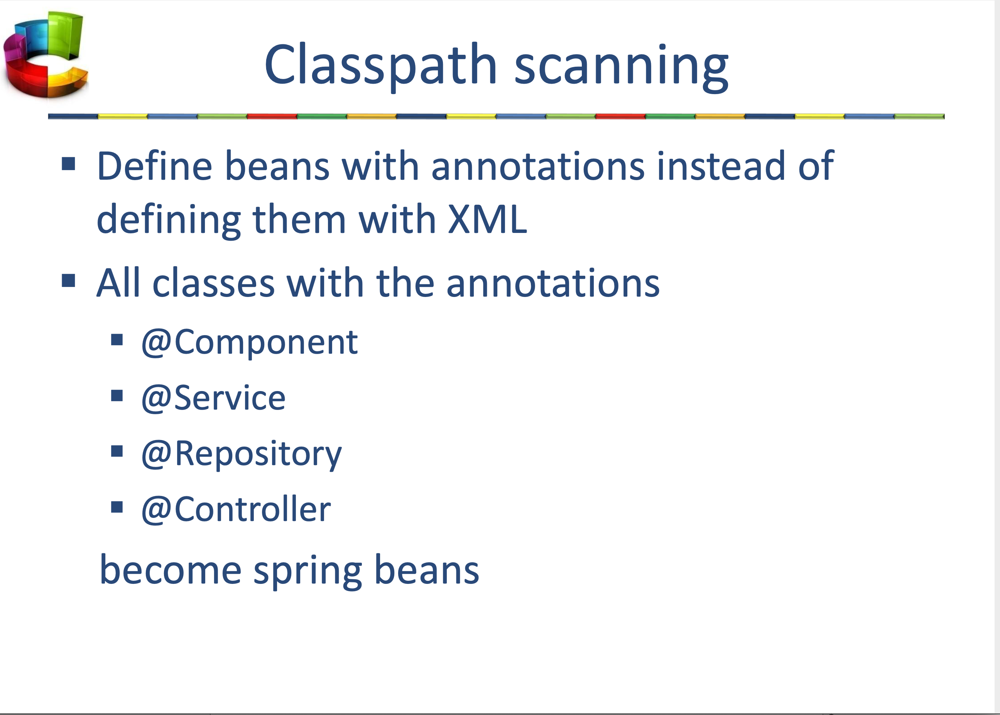 Classpath scanning
▪ Define beans with annotations instead of
defining them with XML
▪ All classes with the annotations
▪ @Component
▪ @Service
▪ @Repository
▪ @Controller
become spring beans